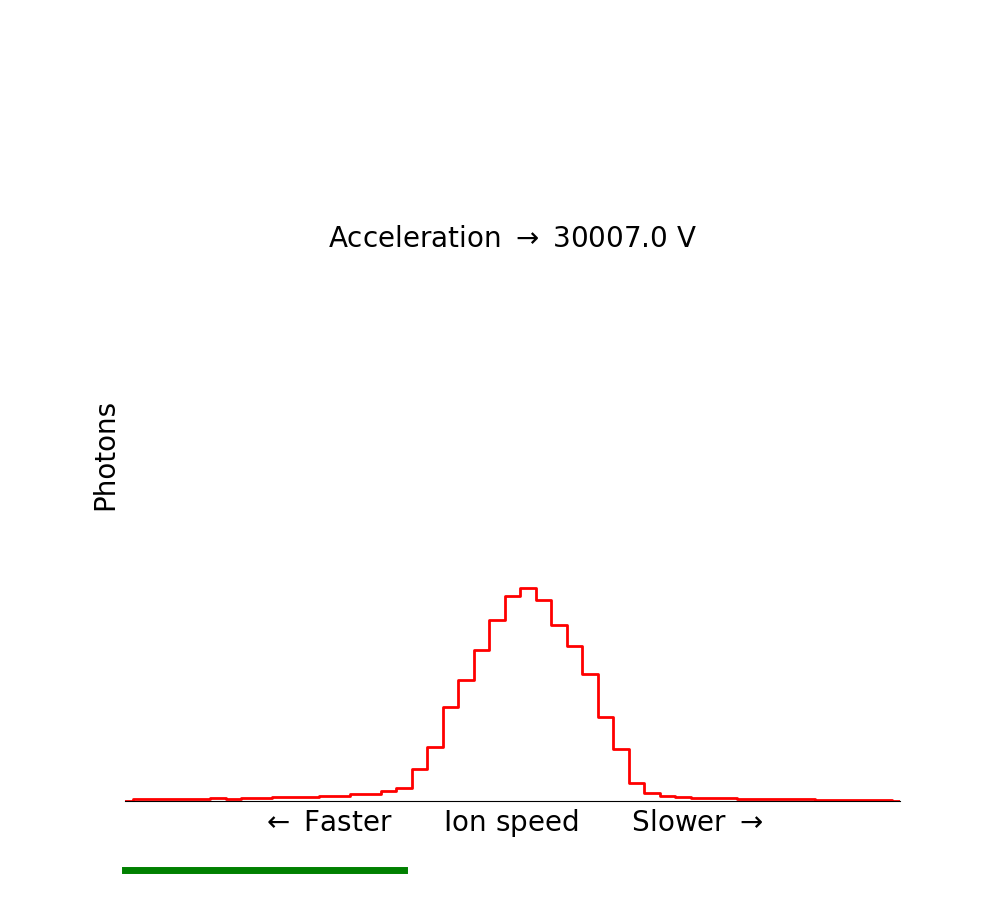 Acceleration → 30007.0 V
Photons
← Faster Ion speed Slower →